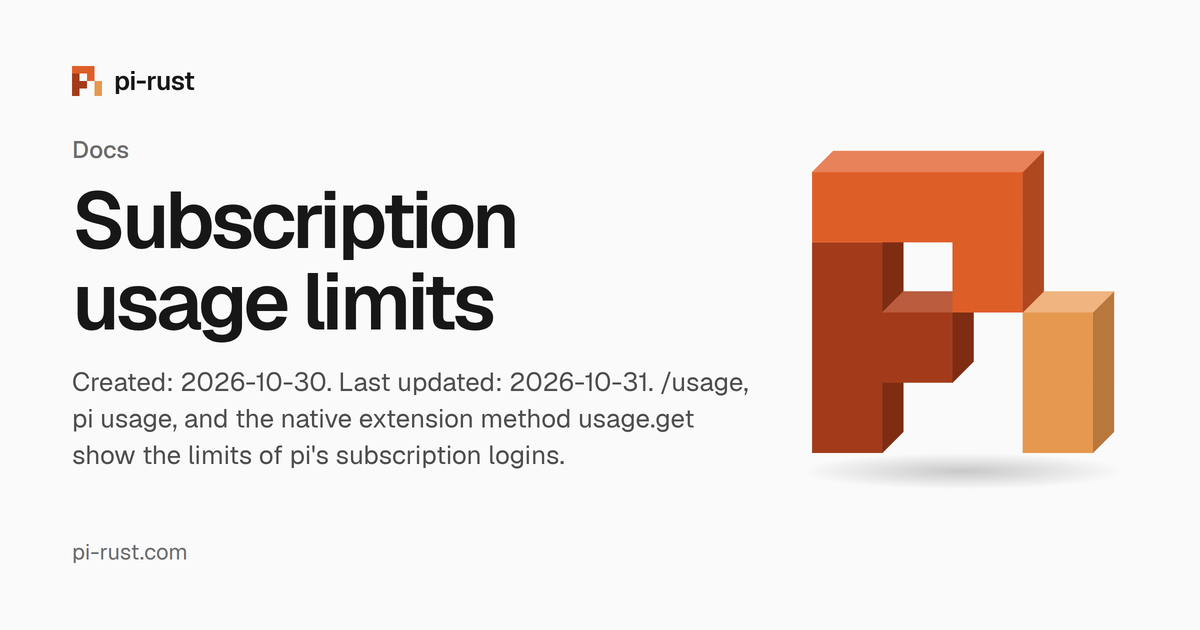 pi-rust
Docs
Subscription
usage limits
Created: 2026-10-30. Last updated: 2026-10-31. /usage,
pi usage, and the native extension method usage.get
show the limits of pi's subscription logins.
pi-rust.com